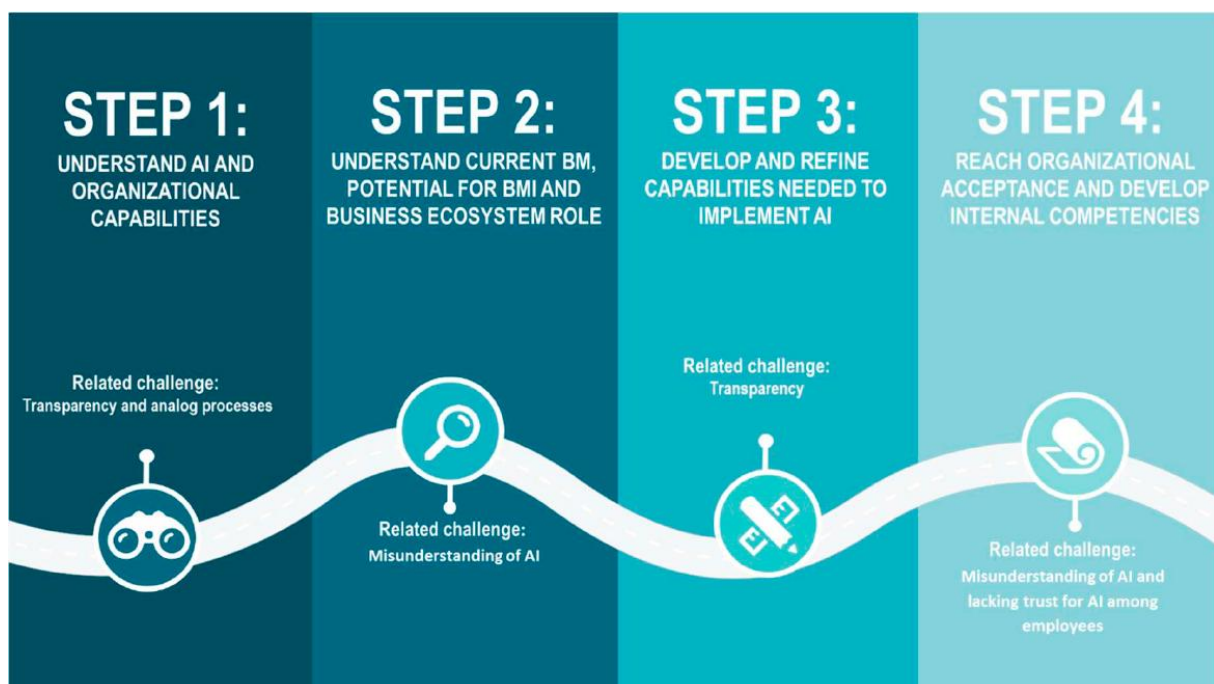 STEP 1:
UNDERSTAND AI AND
ORGANIZATIONAL
CAPABILITIES
Related challenge:
Transparency and analog processes
STEP 2:
UNDERSTAND CURRENT BM,
POTENTIAL FOR BMI AND
BUSINESS ECOSYSTEM ROLE
Related challenge:
Misunderstanding of AI
STEP 3:
DEVELOP AND REFINE
CAPABILITIES NEEDED TO
IMPLEMENT AI
Related challenge:
Transparency
STEP 4:
REACH ORGANIZATIONAL
ACCEPTANCE AND DEVELOP
INTERNAL COMPETENCIES
Related challenge:
Misunderstanding of AI and
lacking trust for AI among
employees